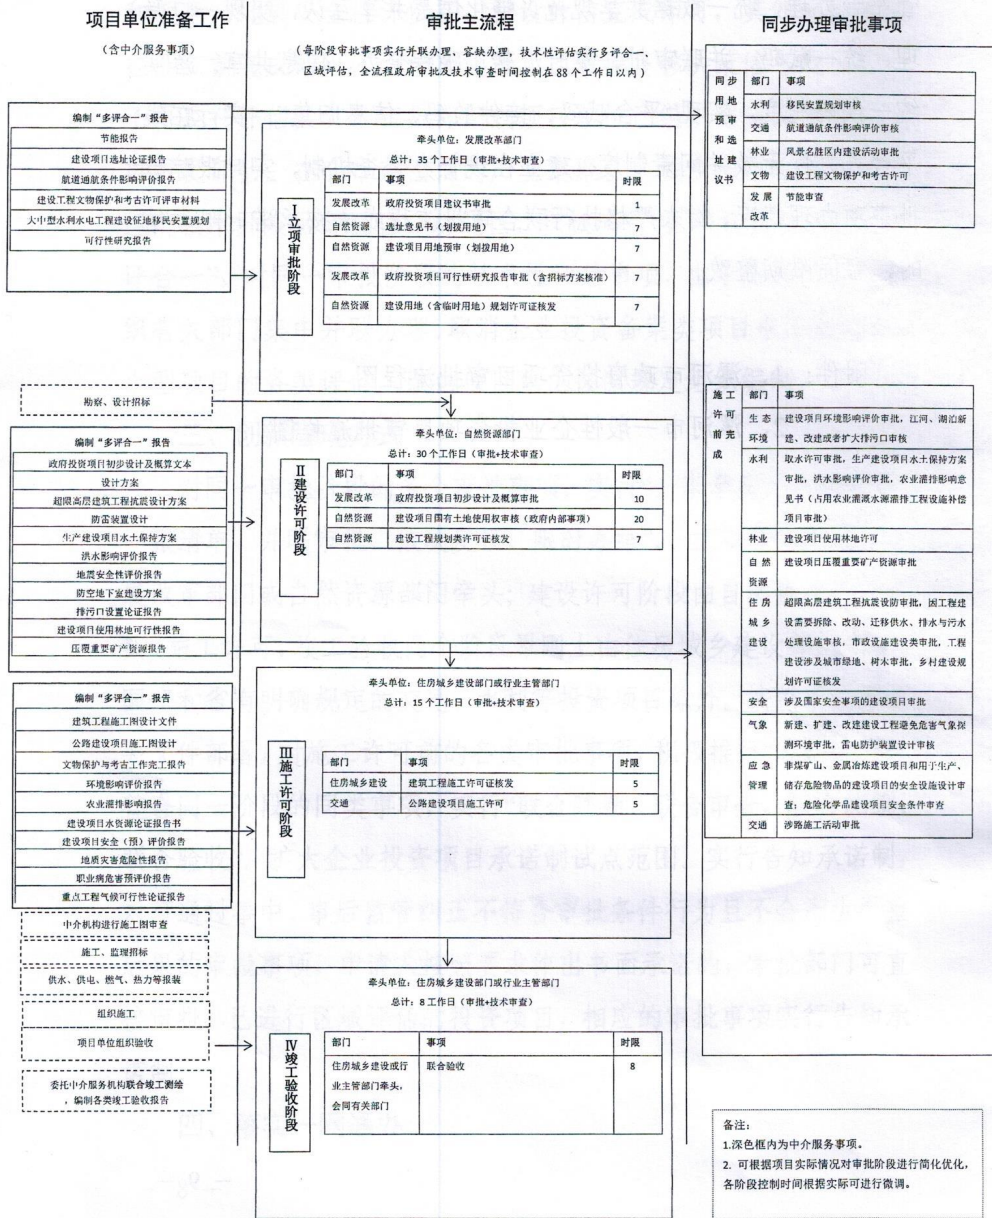 项目单位准备工作
(含中介服务事项)
编制“多评合一”报告
节能报告
建设项目选址论证报告
航道通航条件影响评价报告
建设工程文物保护和考古许可评审材料
大中型水利水电工程建设征地移民安置规划
可行性研究报告
勘察、设计招标
编制“多评合一”报告
政府投资项目初步设计及概算文本
设计方案
超限高层建筑工程抗震设计方案
防雷装置设计
生产建设项目水土保持方案
洪水影响评价报告
地震安全性评价报告
防空地下室建设方案
排污口设置论证报告
建设项目使用林地可行性报告
压覆重要矿产资源报告
编制“多评合一”报告
建筑工程施工图设计文件
公路建设项目施工图设计
文物保护与考古工作完工报告
环境影响评价报告
农业灌排影响报告
建设项目水资源论证报告书
建设项目安全(预)评价报告
地质灾害危险性报告
职业病危害预评价报告
重点工程气候可行性论证报告
中介机构进行施工图审查
施工、监理招标
供水、供电、燃气、热力等报装
组织施工
项目单位组织验收
委托中介服务机构联合竣工测绘
,编制各类竣工验收报告
审批主流程
(每阶段审批事项实行并联办理、容缺办理,技术性评估实行多评合一、
区域评估,全流程政府审批及技术审查时间控制在88个工作日以内)
牵头单位:发展改革部门
总计:35个工作日(审批+技术审查)
Ⅰ立项审批阶段
部门 事项 时限
发展改革 政府投资项目建议书审批 1
自然资源 选址意见书(划拨用地) 7
自然资源 建设项目用地预审(划拨用地) 7
发展改革 政府投资项目可行性研究报告审批(含招标方案核准) 7
自然资源 建设用地(含临时用地)规划许可证核发 7
牵头单位:自然资源部门
总计:30个工作日(审批+技术审查)
Ⅱ建设许可阶段
部门 事项 时限
发展改革 政府投资项目初步设计及概算审批 10
自然资源 建设项目国有土地使用权审核(政府内部事项) 20
自然资源 建设工程规划类许可证核发 7
牵头单位:住房城乡建设部门或行业主管部门
总计:15个工作日(审批+技术审查)
Ⅲ施工许可阶段
部门 事项 时限
住房城乡建设 建筑工程施工许可证核发 5
交通 公路建设项目施工许可 5
牵头单位:住房城乡建设部门或行业主管部门
总计:8工作日(审批+技术审查)
Ⅳ竣工验收阶段
部门 事项 时限
住房城乡建设或行 联合验收 8
业主管部门牵头,
会同有关部门
同步办理审批事项
同步用地预审和选址建议书
部门 事项
水利 移民安置规划审核
交通 航道通航条件影响评价审核
林业 风景名胜区内建设活动审批
文物 建设工程文物保护和考古许可
发展 节能审查
改革
施工许可前完成
部门 事项
生态 建设项目环境影响评价审批,江河、湖泊新
环境 建、改建或者扩大排污口审核
水利 取水许可审批,生产建设项目水土保持方案
审批,洪水影响评价审批,农业灌排影响意
见书(占用农业灌溉水源灌排工程设施补偿
项目审批)
林业 建设项目使用林地许可
自然 建设项目压覆重要矿产资源审批
资源
住房 超限高层建筑工程抗震设防审批,因工程建
城乡 设需要拆除、改动、迁移供水、排水与污水
建设 处理设施审核,市政设施建设类审批,工程
建设涉及城市绿地、树木审批,乡村建设规
划许可证核发
安全 涉及国家安全事项的建设项目审批
气象 新建、扩建、改建建设工程避免危害气象探
测环境审批,雷电防护装置设计审核
应急 非煤矿山、金属冶炼建设项目和用于生产、
管理 储存危险物品的建设项目的安全设施设计审
查;危险化学品建设项目安全条件审查
交通 涉路施工活动审批
备注:
1.深色框内为中介服务事项。
2. 可根据项目实际情况对审批阶段进行简化优化,
各阶段控制时间根据实际可进行微调。